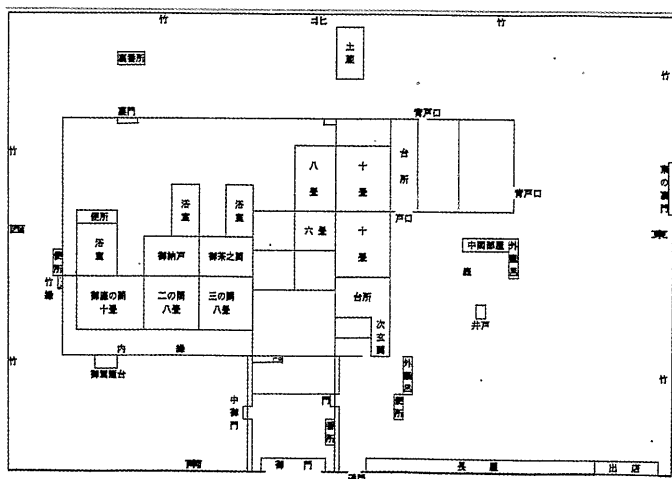 竹
北
竹
土蔵
裏番所
竹
裏門
背戸口
竹
台所
八畳
十畳
背戸口
東の裏門
浴室
浴室
戸口
便所
六畳
十畳
西
東
浴室
御納戸
御茶之間
中間部屋
便所
竹縁
御座の間
十畳
二の間
八畳
三の間
八畳
台所
井戸
次玄関
内縁
竹
竹
便所
中御門
門
番所
南
御門
長屋
出店